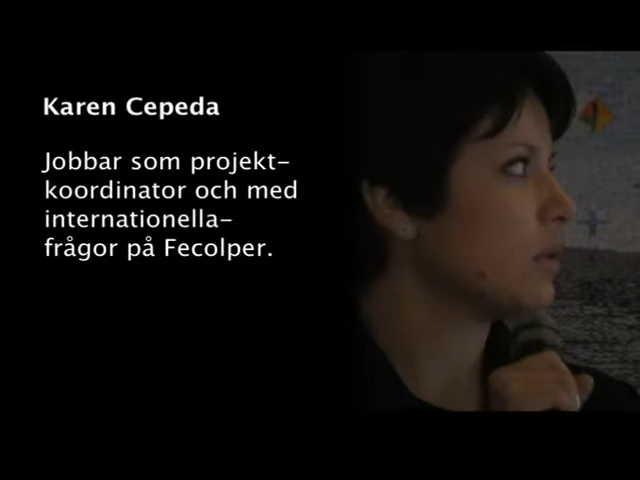 Karen Cepeda
Jobbar som projekt-
koordinator och med
internationella-
frågor på Fecolper.